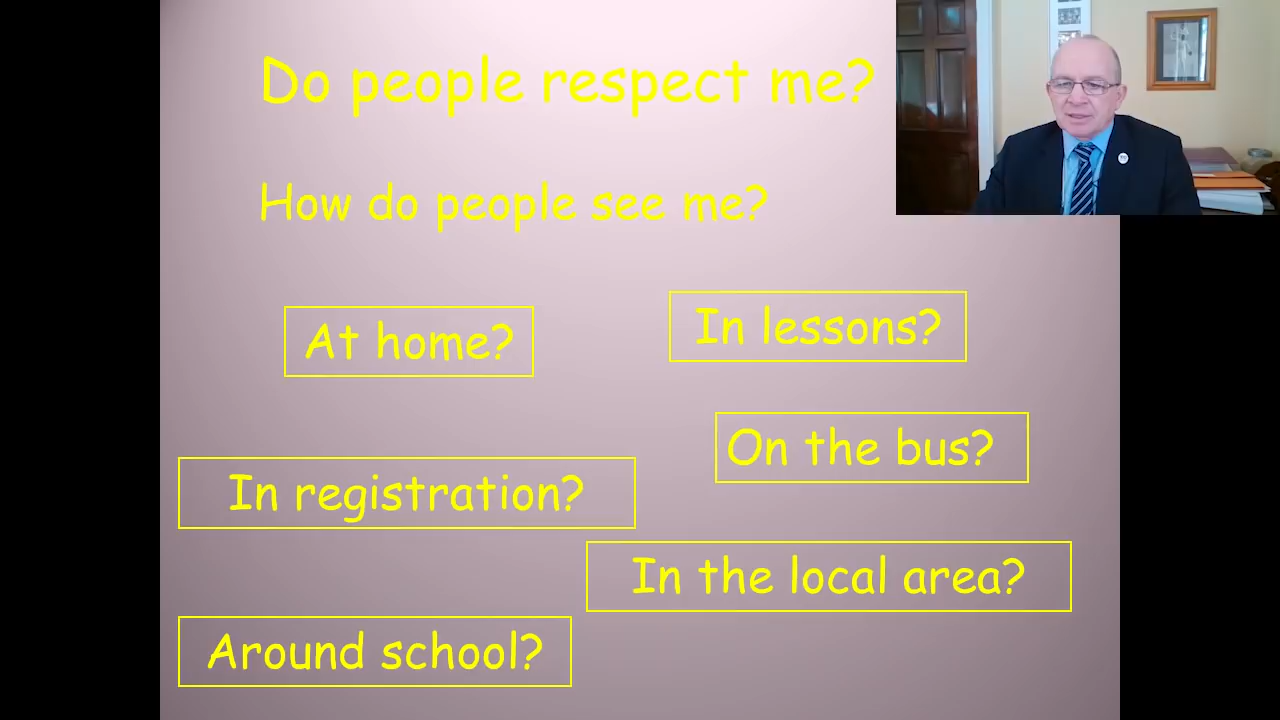 Do people respect me?
How do people see me?
At home?
In lessons?
On the bus?
In registration?
In the local area?
Around school?